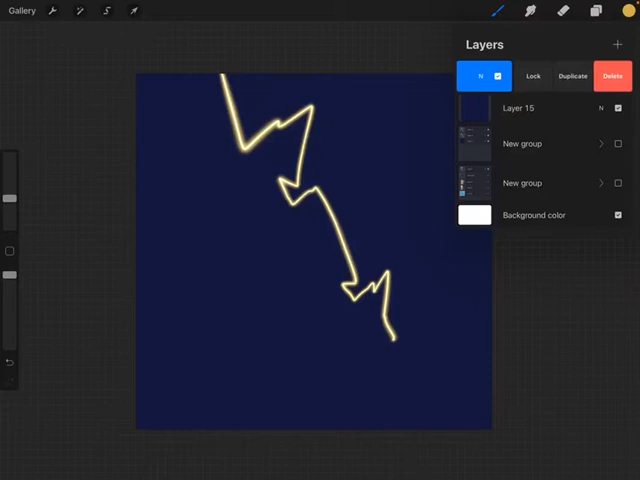 Gallery
Layers
N Lock Duplicate Delete
Layer 15 N
New group
New group
Background color